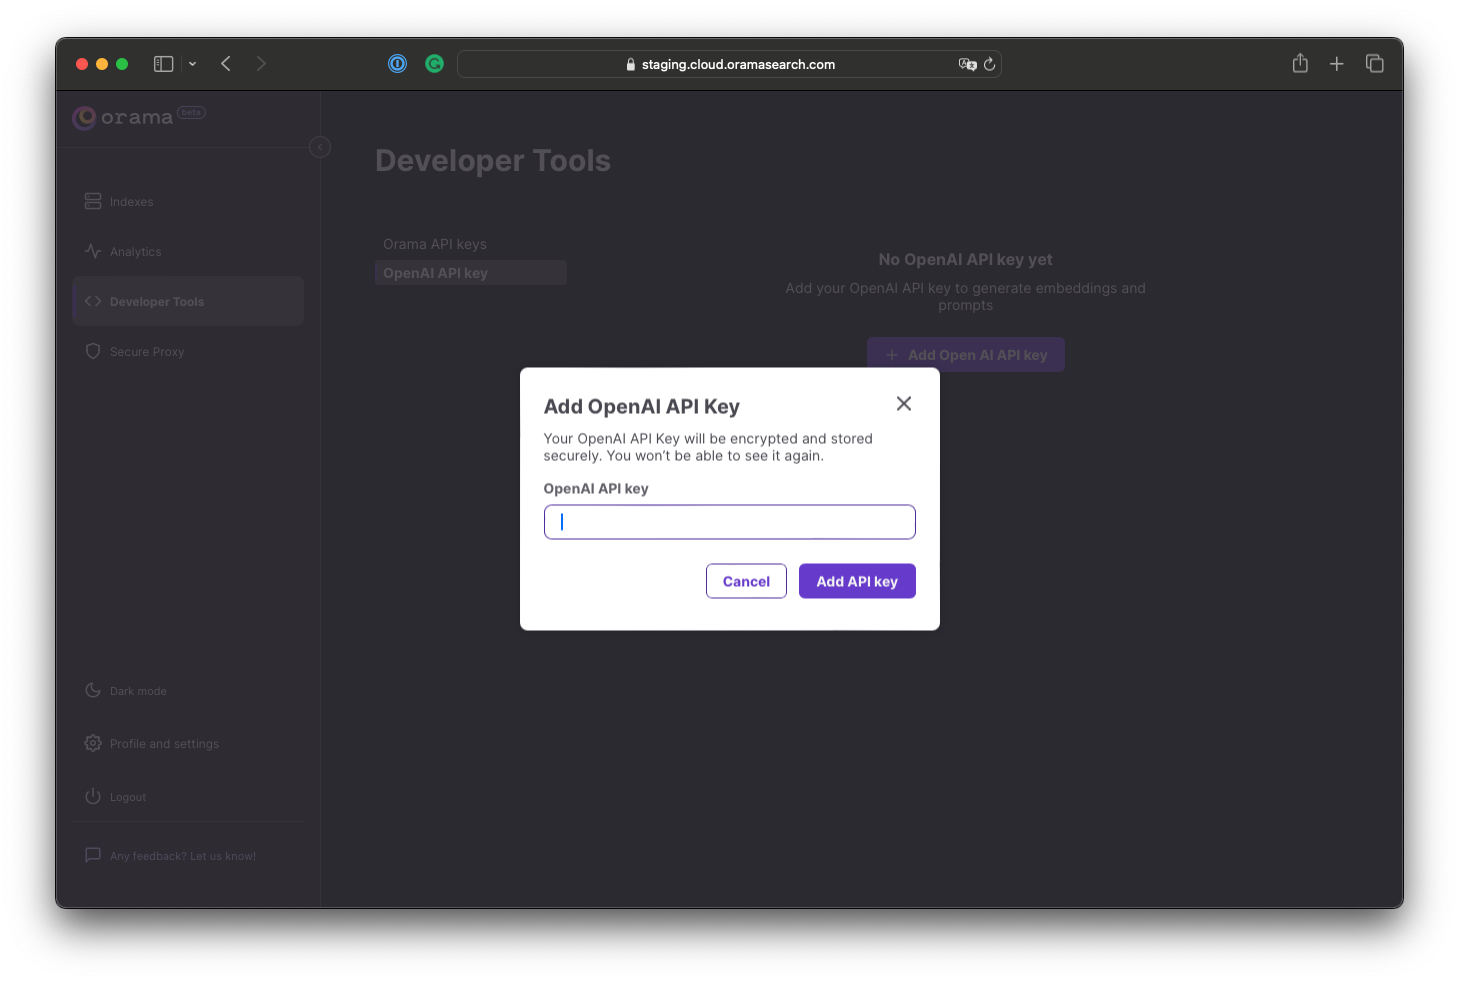 staging.cloud.oramasearch.com
orama beta
Developer Tools
Indexes
Analytics
Developer Tools
Secure Proxy
Orama API keys
OpenAI API key
No OpenAI API key yet
Add your OpenAI API key to generate embeddings and
prompts
+ Add Open AI API key
Add OpenAI API Key
Your OpenAI API Key will be encrypted and stored
securely. You won’t be able to see it again.
OpenAI API key
Cancel
Add API key
Dark mode
Profile and settings
Logout
Any feedback? Let us know!